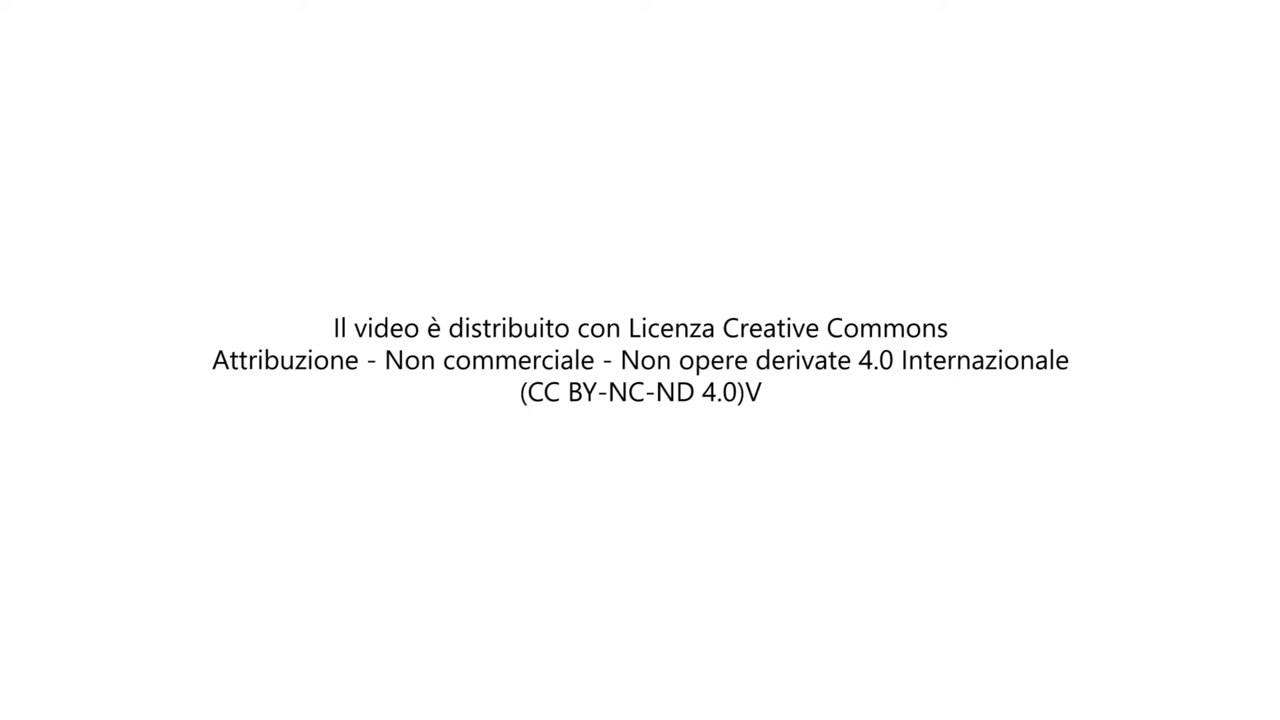 Il video è distribuito con Licenza Creative Commons
Attribuzione - Non commerciale - Non opere derivate 4.0 Internazionale
(CC BY-NC-ND 4.0)V